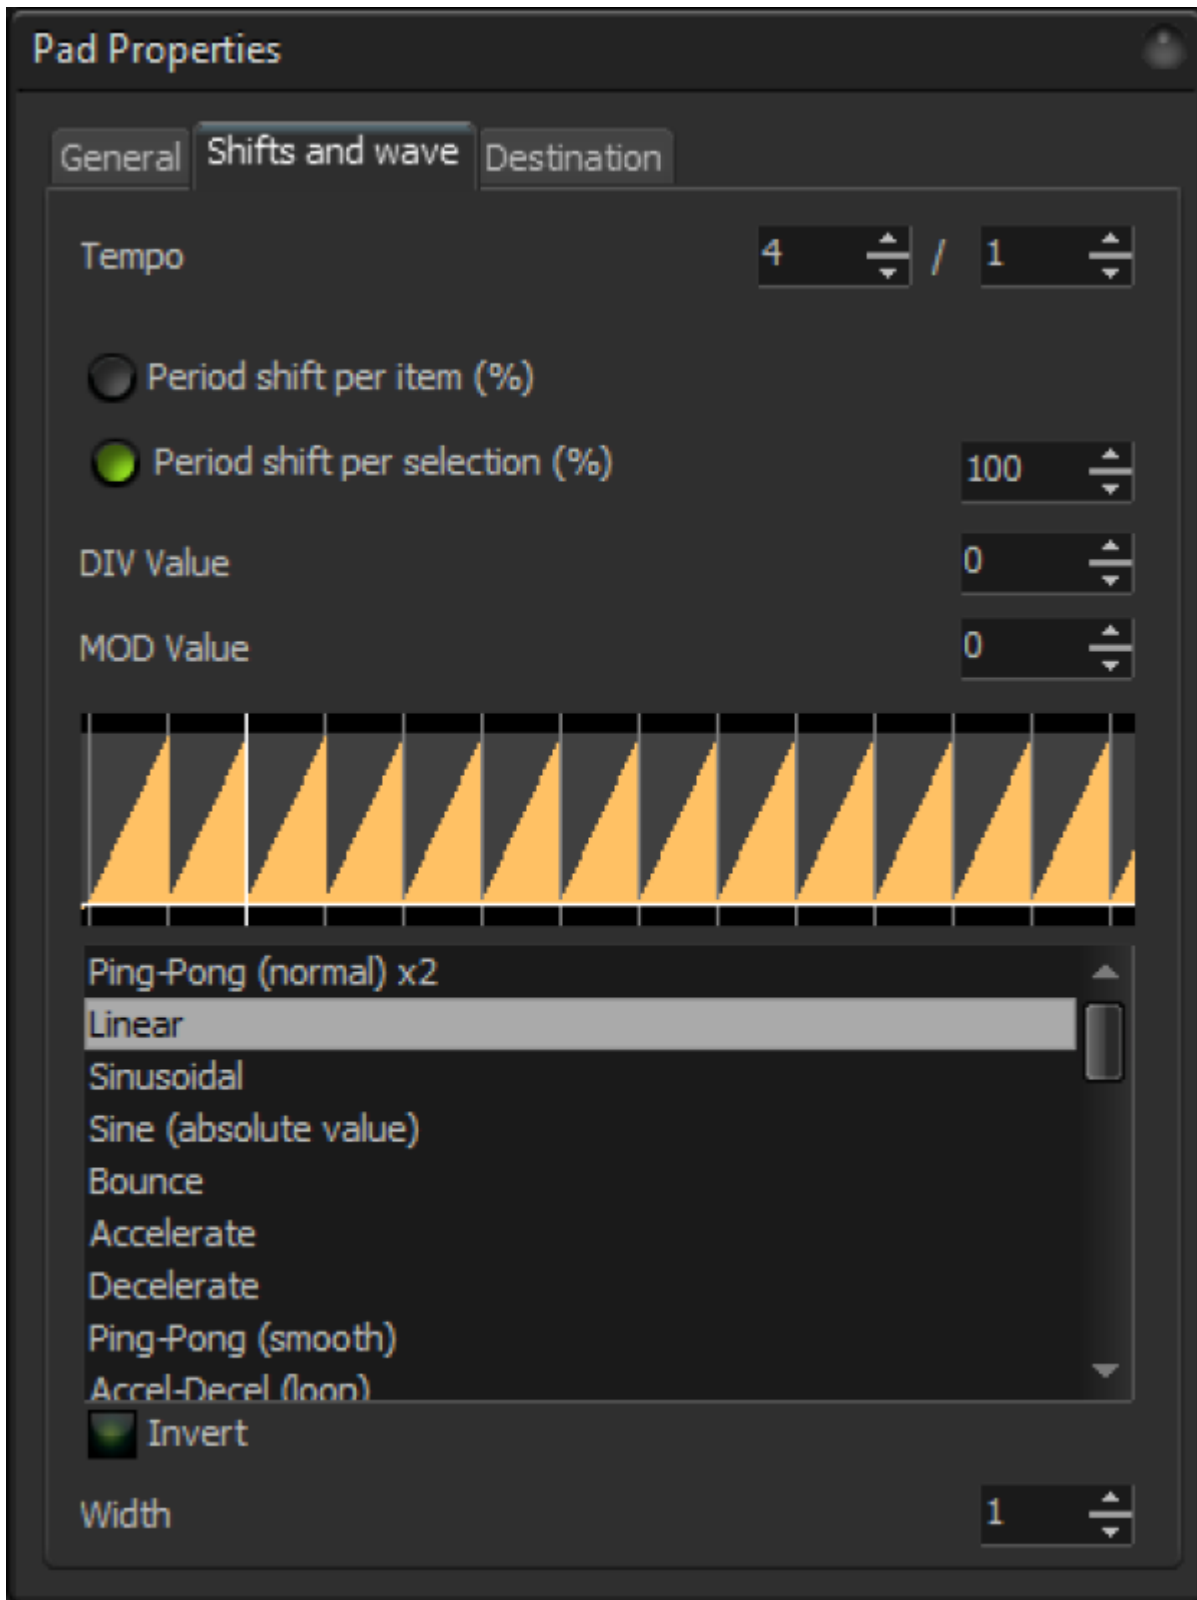 Pad Properties
General Shifts and wave Destination
Tempo 4 / 1
Period shift per item (%)
Period shift per selection (%) 100
DIV Value 0
MOD Value 0
Ping-Pong (normal) x2
Linear
Sinusoidal
Sine (absolute value)
Bounce
Accelerate
Decelerate
Ping-Pong (smooth)
Accel-Decel (loop)
Invert
Width 1